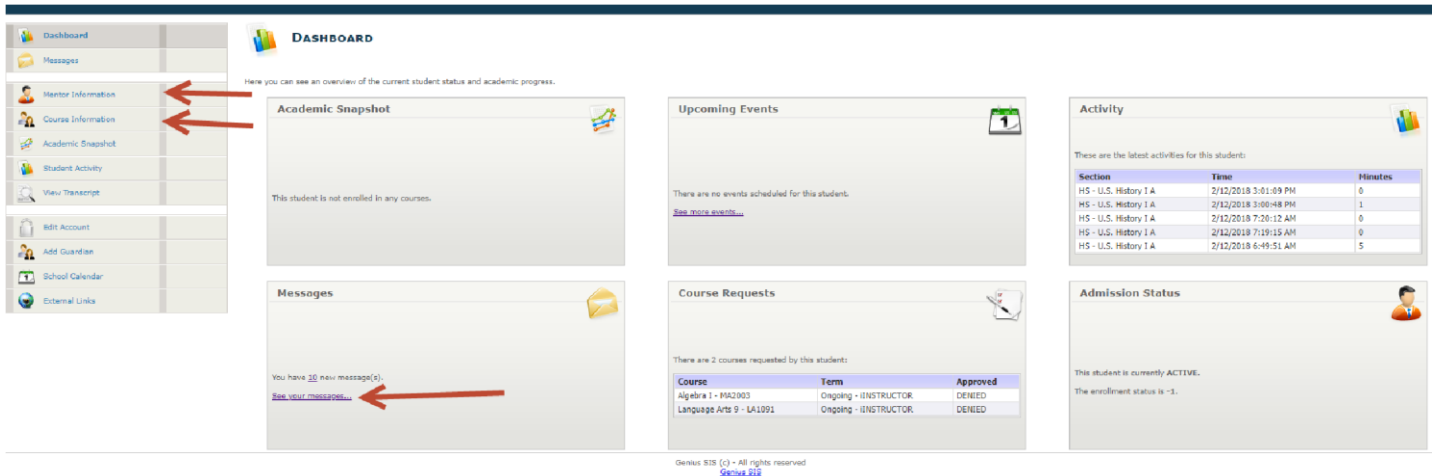 Dashboard
Messages
Mentor Information
Course Information
Academic Snapshot
Student Activity
View Transcript
Edit Account
Add Guardian
School Calendar
External Links
DASHBOARD
Here you can see an overview of the current student status and academic progress.
Academic Snapshot
This student is not enrolled in any courses.
Upcoming Events
1
There are no events scheduled for this student.
See more events...
Activity
These are the latest activities for this student:
Section Time Minutes
HS - U.S. History I A 2/12/2018 3:01:09 PM 0
HS - U.S. History I A 2/12/2018 3:00:48 PM 1
HS - U.S. History I A 2/12/2018 7:20:12 AM 0
HS - U.S. History I A 2/12/2018 7:19:15 AM 0
HS - U.S. History I A 2/12/2018 6:49:51 AM 5
Messages
You have 10 new message(s).
See your messages...
Course Requests
There are 2 courses requested by this student:
Course Term Approved
Algebra I - MA2003 Ongoing - iINSTRUCTOR DENIED
Language Arts 9 - LA1091 Ongoing - iINSTRUCTOR DENIED
Admission Status
This student is currently ACTIVE.
The enrollment status is -1.
Genius SIS (c) - All rights reserved
Genius SIS